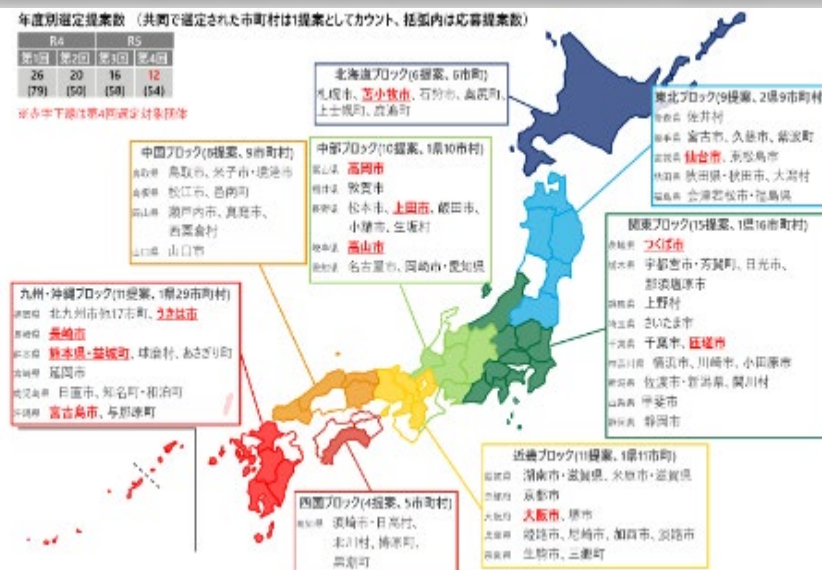 年度別選定提案数 (共同で選定された市町村は1提案としてカウント、括弧内は応募提案数)
R4 R5
第1回 第2回 第3回 第4回
26 20 16 12
(79) (50) (58) (54)
※赤字下線は第4回選定対象団体
北海道ブロック(6提案、6市町)
札幌市、苫小牧市、石狩市、奥尻町、
上士幌町、鹿追町
東北ブロック(9提案、2県9市町村)
青森県 佐井村
岩手県 宮古市、久慈市、紫波町
宮城県 仙台市、東松島市
秋田県 秋田県・秋田市、大潟村
福島県 会津若松市・福島県
中国ブロック(8提案、9市町村)
鳥取県 鳥取市、米子市・境港市
島根県 松江市、邑南町
岡山県 瀬戸内市、真庭市、
西粟倉村
山口県 山口市
中部ブロック(10提案、1県10市村)
富山県 高岡市
福井県 敦賀市
長野県 松本市、上田市、飯田市、
小諸市、生坂村
岐阜県 高山市
愛知県 名古屋市、岡崎市・愛知県
関東ブロック(15提案、1県16市町村)
茨城県 つくば市
栃木県 宇都宮市・芳賀町、日光市、
那須塩原市
群馬県 上野村
埼玉県 さいたま市
千葉県 千葉市、匝瑳市
神奈川県 横浜市、川崎市、小田原市
新潟県 佐渡市・新潟県、関川村
山梨県 甲斐市
静岡県 静岡市
九州・沖縄ブロック(11提案、1県29市町村)
福岡県 北九州市他17市町、うきは市
長崎県 長崎市
熊本県 熊本県・益城町、球磨村、あさぎり町
宮崎県 延岡市
鹿児島県 日置市、知名町・和泊町
沖縄県 宮古島市、与那原町
近畿ブロック(11提案、1県11市町)
滋賀県 湖南市・滋賀県、米原市・滋賀県
京都府 京都市
大阪府 大阪市、堺市
兵庫県 姫路市、尼崎市、加西市、淡路市
奈良県 生駒市、三郷町
四国ブロック(4提案、5市町村)
高知県 須崎市・日高村、
北川村、梼原町、
黒潮町